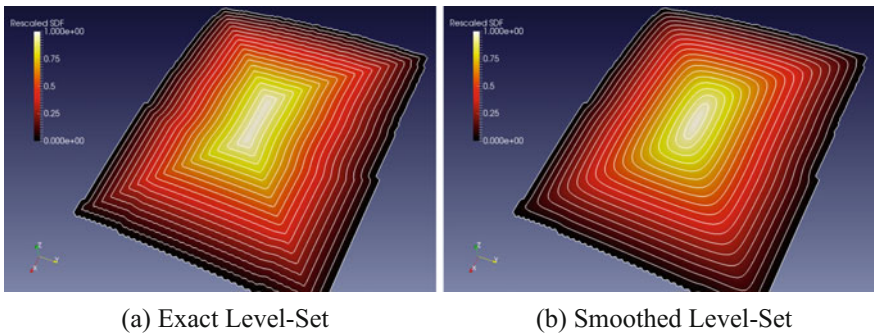 Rescaled SDF
1.000e+00
0.75
0.5
0.25
0.000e+00
Z
Y
X
Rescaled SDF
1.000e+00
0.75
0.5
0.25
0.000e+00
Z
Y
X
(a) Exact Level-Set
(b) Smoothed Level-Set